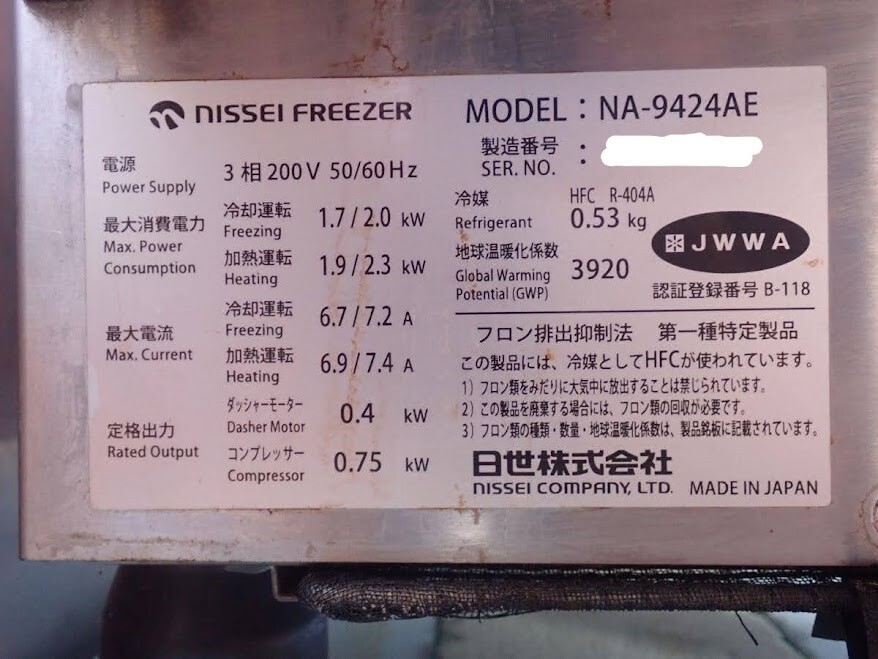 NISSEI FREEZER
MODEL：NA-9424AE
製造番号
SER. NO. :
電源
Power Supply
3 相 200V 50/60Hz
最大消費電力
Max. Power
Consumption
冷却運転
Freezing
1.7/2.0 kW
加熱運転
Heating
1.9/2.3 kW
最大電流
Max. Current
冷却運転
Freezing
6.7/7.2 A
加熱運転
Heating
6.9/7.4 A
定格出力
Rated Output
ダッシャーモーター
Dasher Motor
0.4 kW
コンプレッサー
Compressor
0.75 kW
冷媒
Refrigerant
HFC R-404A
0.53 kg
地球温暖化係数
Global Warming
Potential (GWP)
3920
JWWA
認証登録番号 B-118
フロン排出抑制法 第一種特定製品
この製品には、冷媒としてHFCが使われています。
1）フロン類をみだりに大気中に放出することは禁じられています。
2）この製品を廃棄する場合には、フロン類の回収が必要です。
3）フロン類の種類・数量・地球温暖化係数は、製品銘板に記載されています。
日世株式会社
NISSEI COMPANY, LTD. MADE IN JAPAN